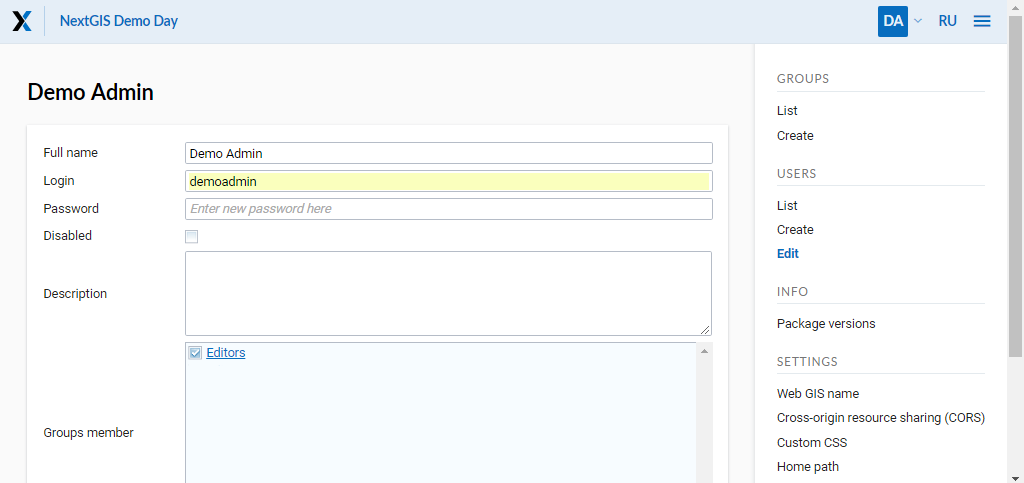 NextGIS Demo Day
DA
RU
Demo Admin
Full name
Demo Admin
Login
demoadmin
Password
Enter new password here
Disabled
Description
Groups member
Editors
GROUPS
List
Create
USERS
List
Create
Edit
INFO
Package versions
SETTINGS
Web GIS name
Cross-origin resource sharing (CORS)
Custom CSS
Home path